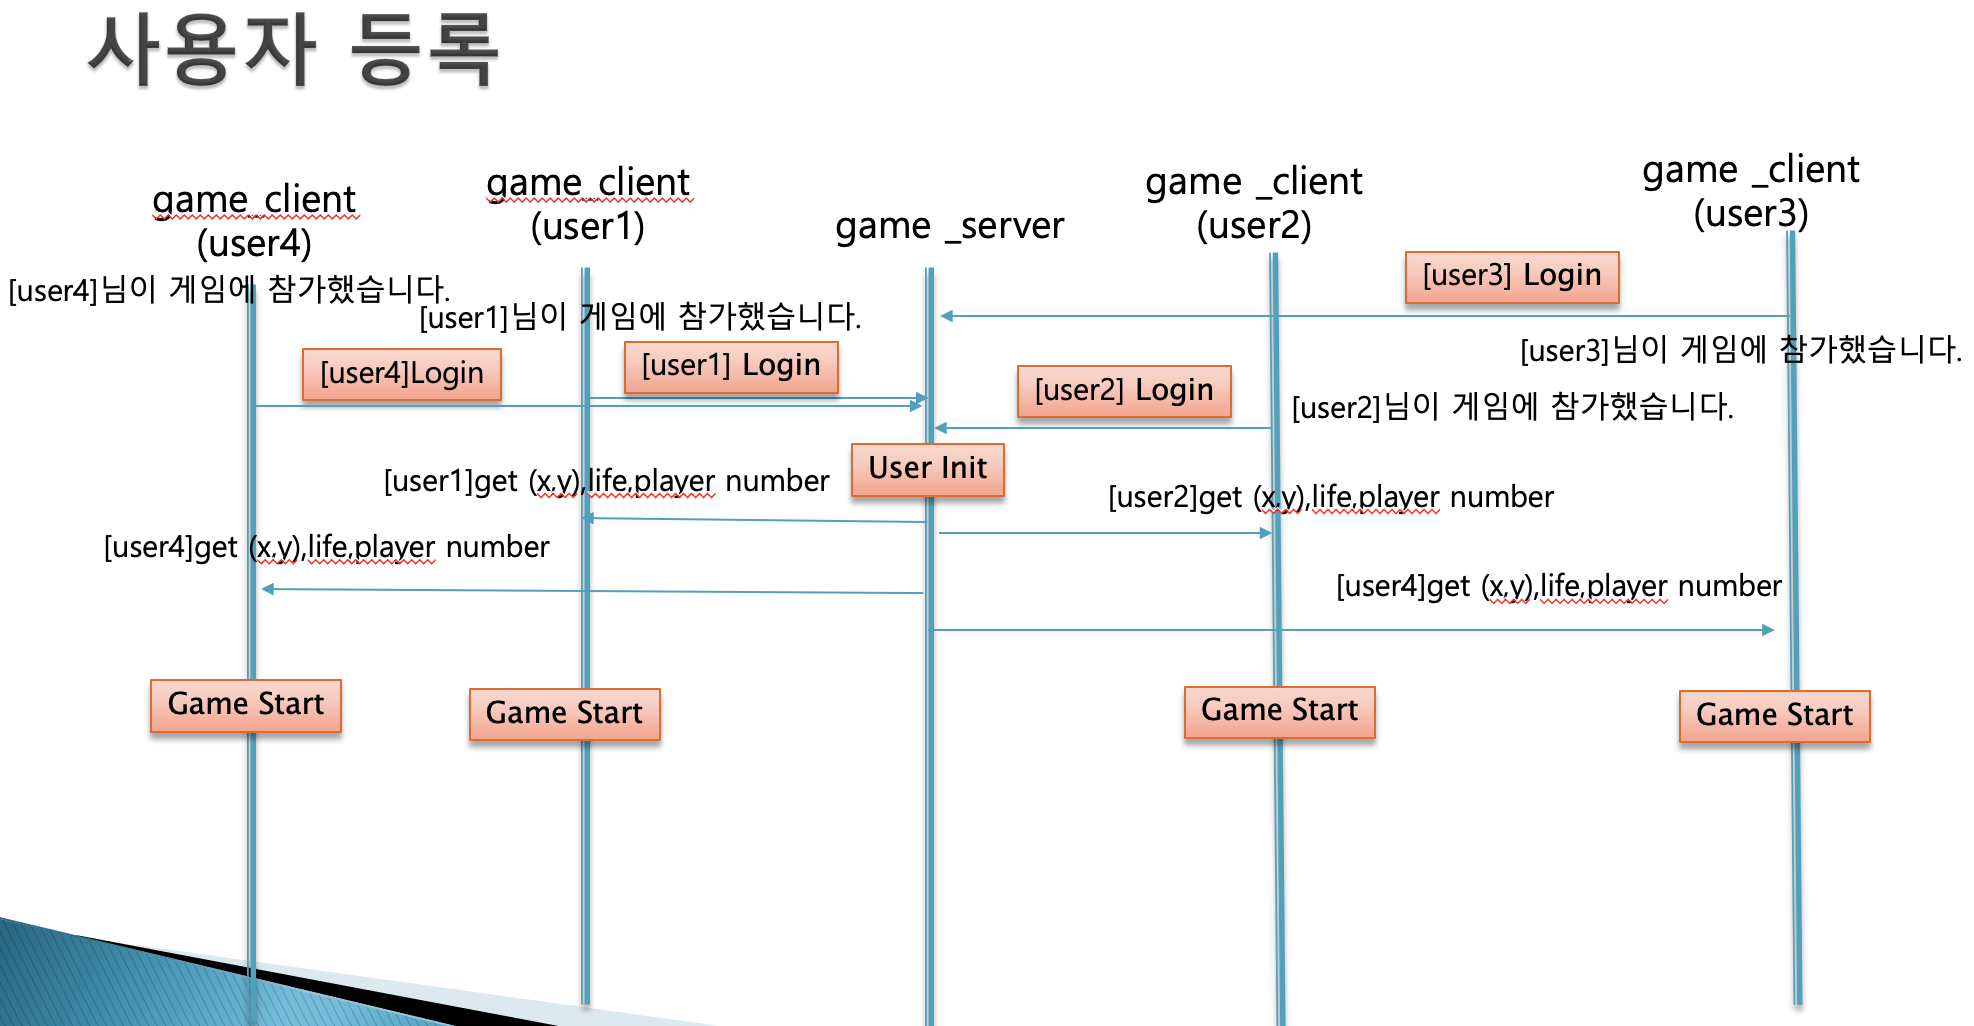 사용자 등록
game_client
(user4)
game_client
(user1)
game _server
game _client
(user2)
game _client
(user3)
[user3] Login
[user4]님이 게임에 참가했습니다.
[user1]님이 게임에 참가했습니다.
[user3]님이 게임에 참가했습니다.
[user4]Login
[user1] Login
[user2] Login
[user2]님이 게임에 참가했습니다.
User Init
[user1]get (x,y),life,player number
[user2]get (x,y),life,player number
[user4]get (x,y),life,player number
[user4]get (x,y),life,player number
Game Start
Game Start
Game Start
Game Start